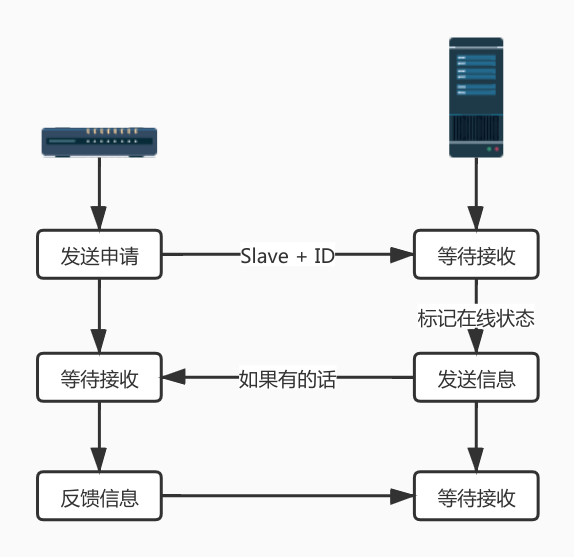 发送申请
Slave + ID
等待接收
标记在线状态
等待接收
如果有的话
发送信息
反馈信息
等待接收